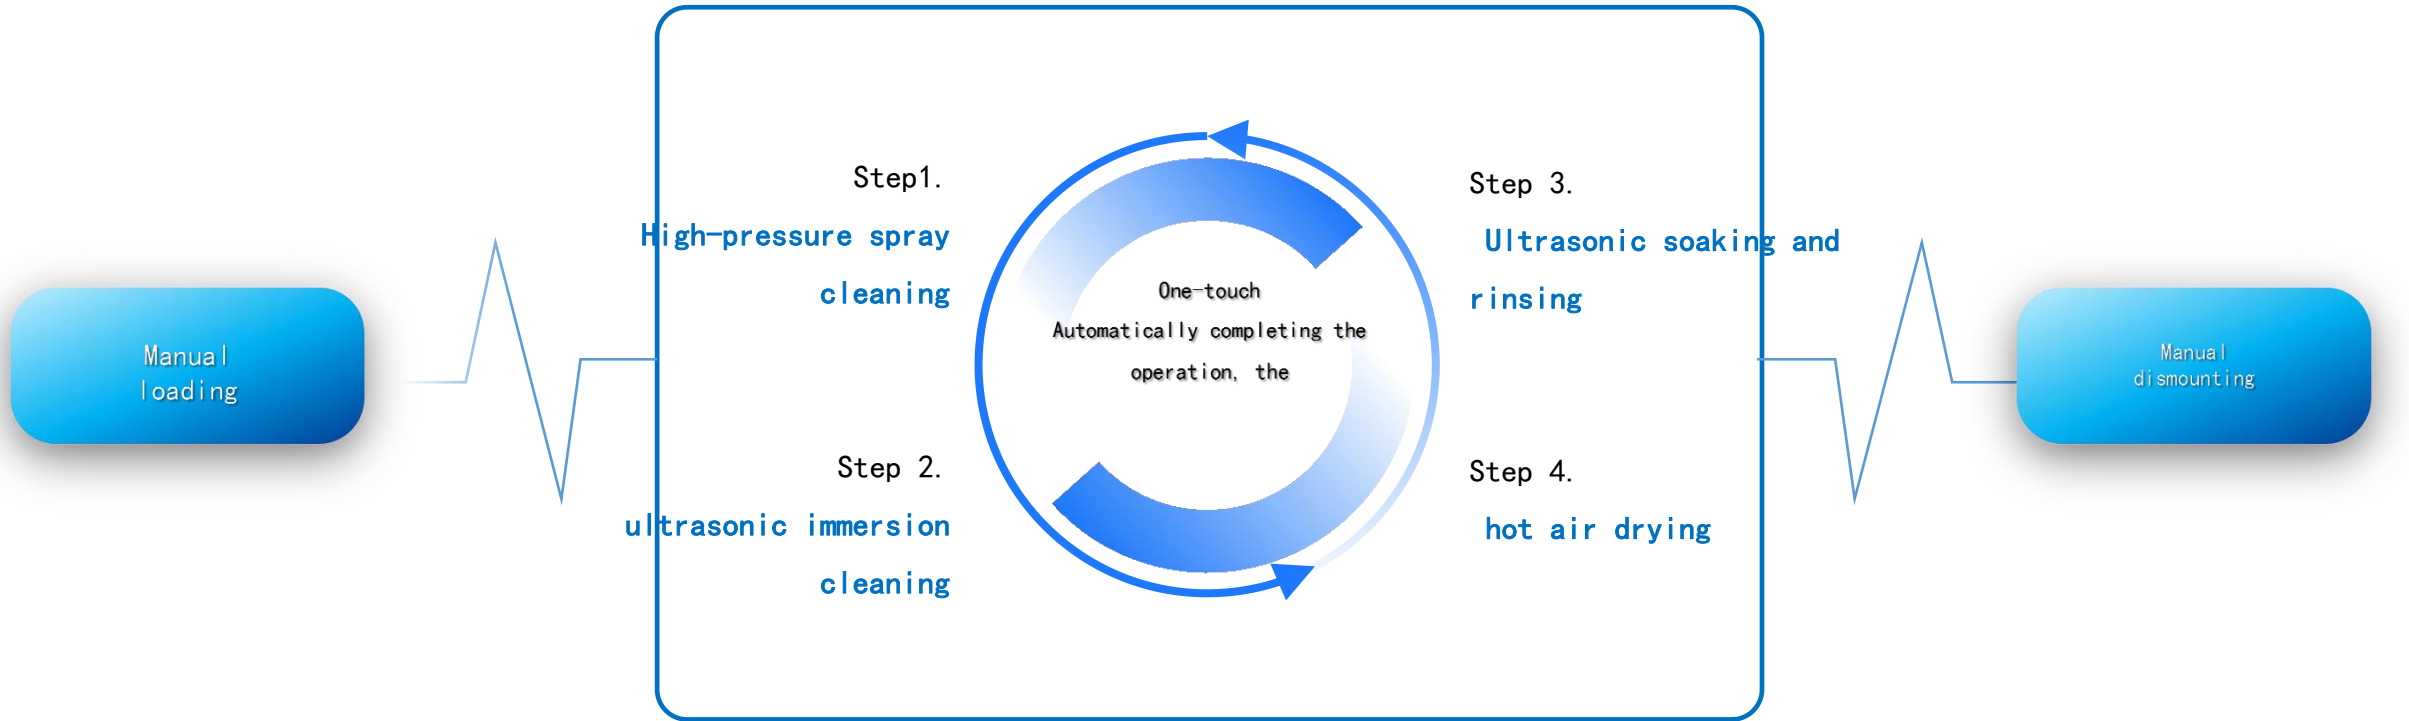 Manual
loading
Step1.
High-pressure spray
cleaning
Step 2.
ultrasonic immersion
cleaning
One-touch
Automatically completing the
operation, the
Step 3.
Ultrasonic soaking and
rinsing
Step 4.
hot air drying
Manual
dismounting